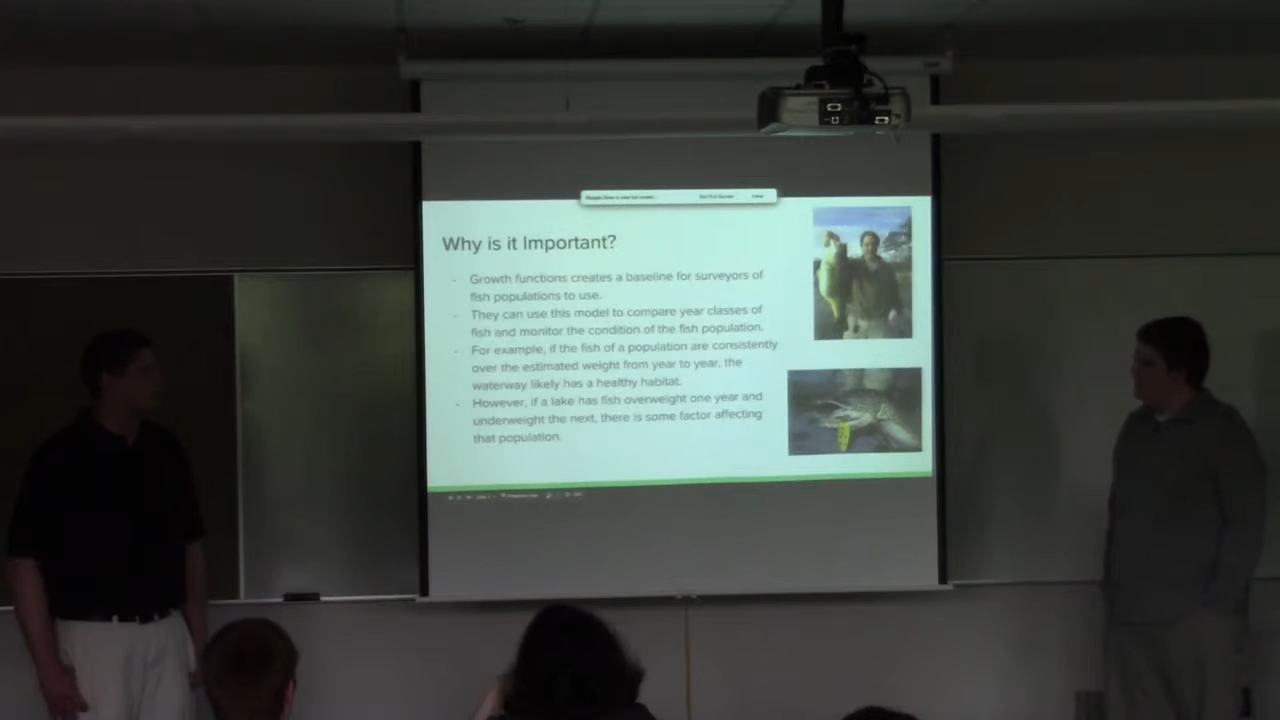 Why is it Important?
- Growth functions creates a baseline for surveyors of
fish populations to use.
- They can use this model to compare year classes of
fish and monitor the condition of the fish population.
- For example, if the fish of a population are consistently
over the estimated weight from year to year, the
waterway likely has a healthy habitat.
- However, if a lake has fish overweight one year and
underweight the next, there is some factor affecting
that population.